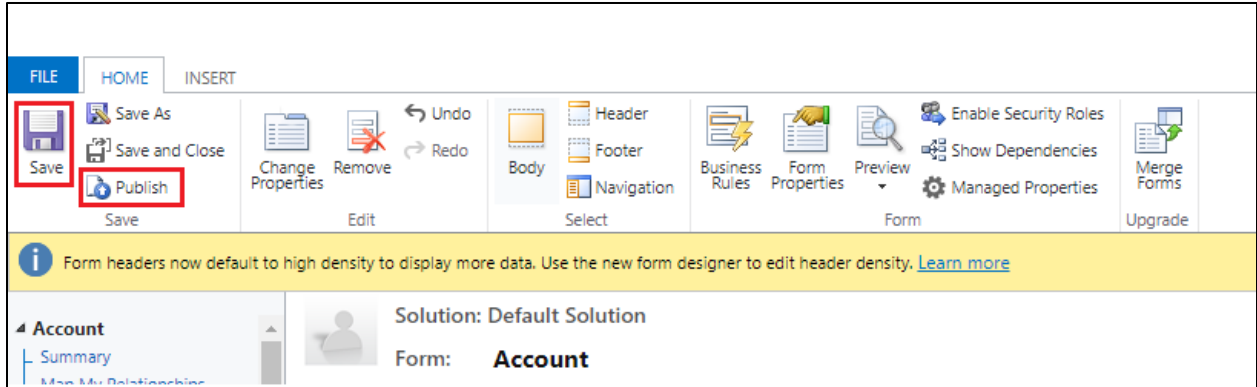 FILE HOME INSERT
Save
Save As
Save and Close
Publish
Save
Change
Properties
Remove
Undo
Redo
Edit
Body
Header
Footer
Navigation
Select
Business
Rules
Form
Properties
Preview
Enable Security Roles
Show Dependencies
Managed Properties
Form
Merge
Forms
Upgrade
Form headers now default to high density to display more data. Use the new form designer to edit header density. Learn more
Account
Summary
Map My Relationships
Solution: Default Solution
Form: Account